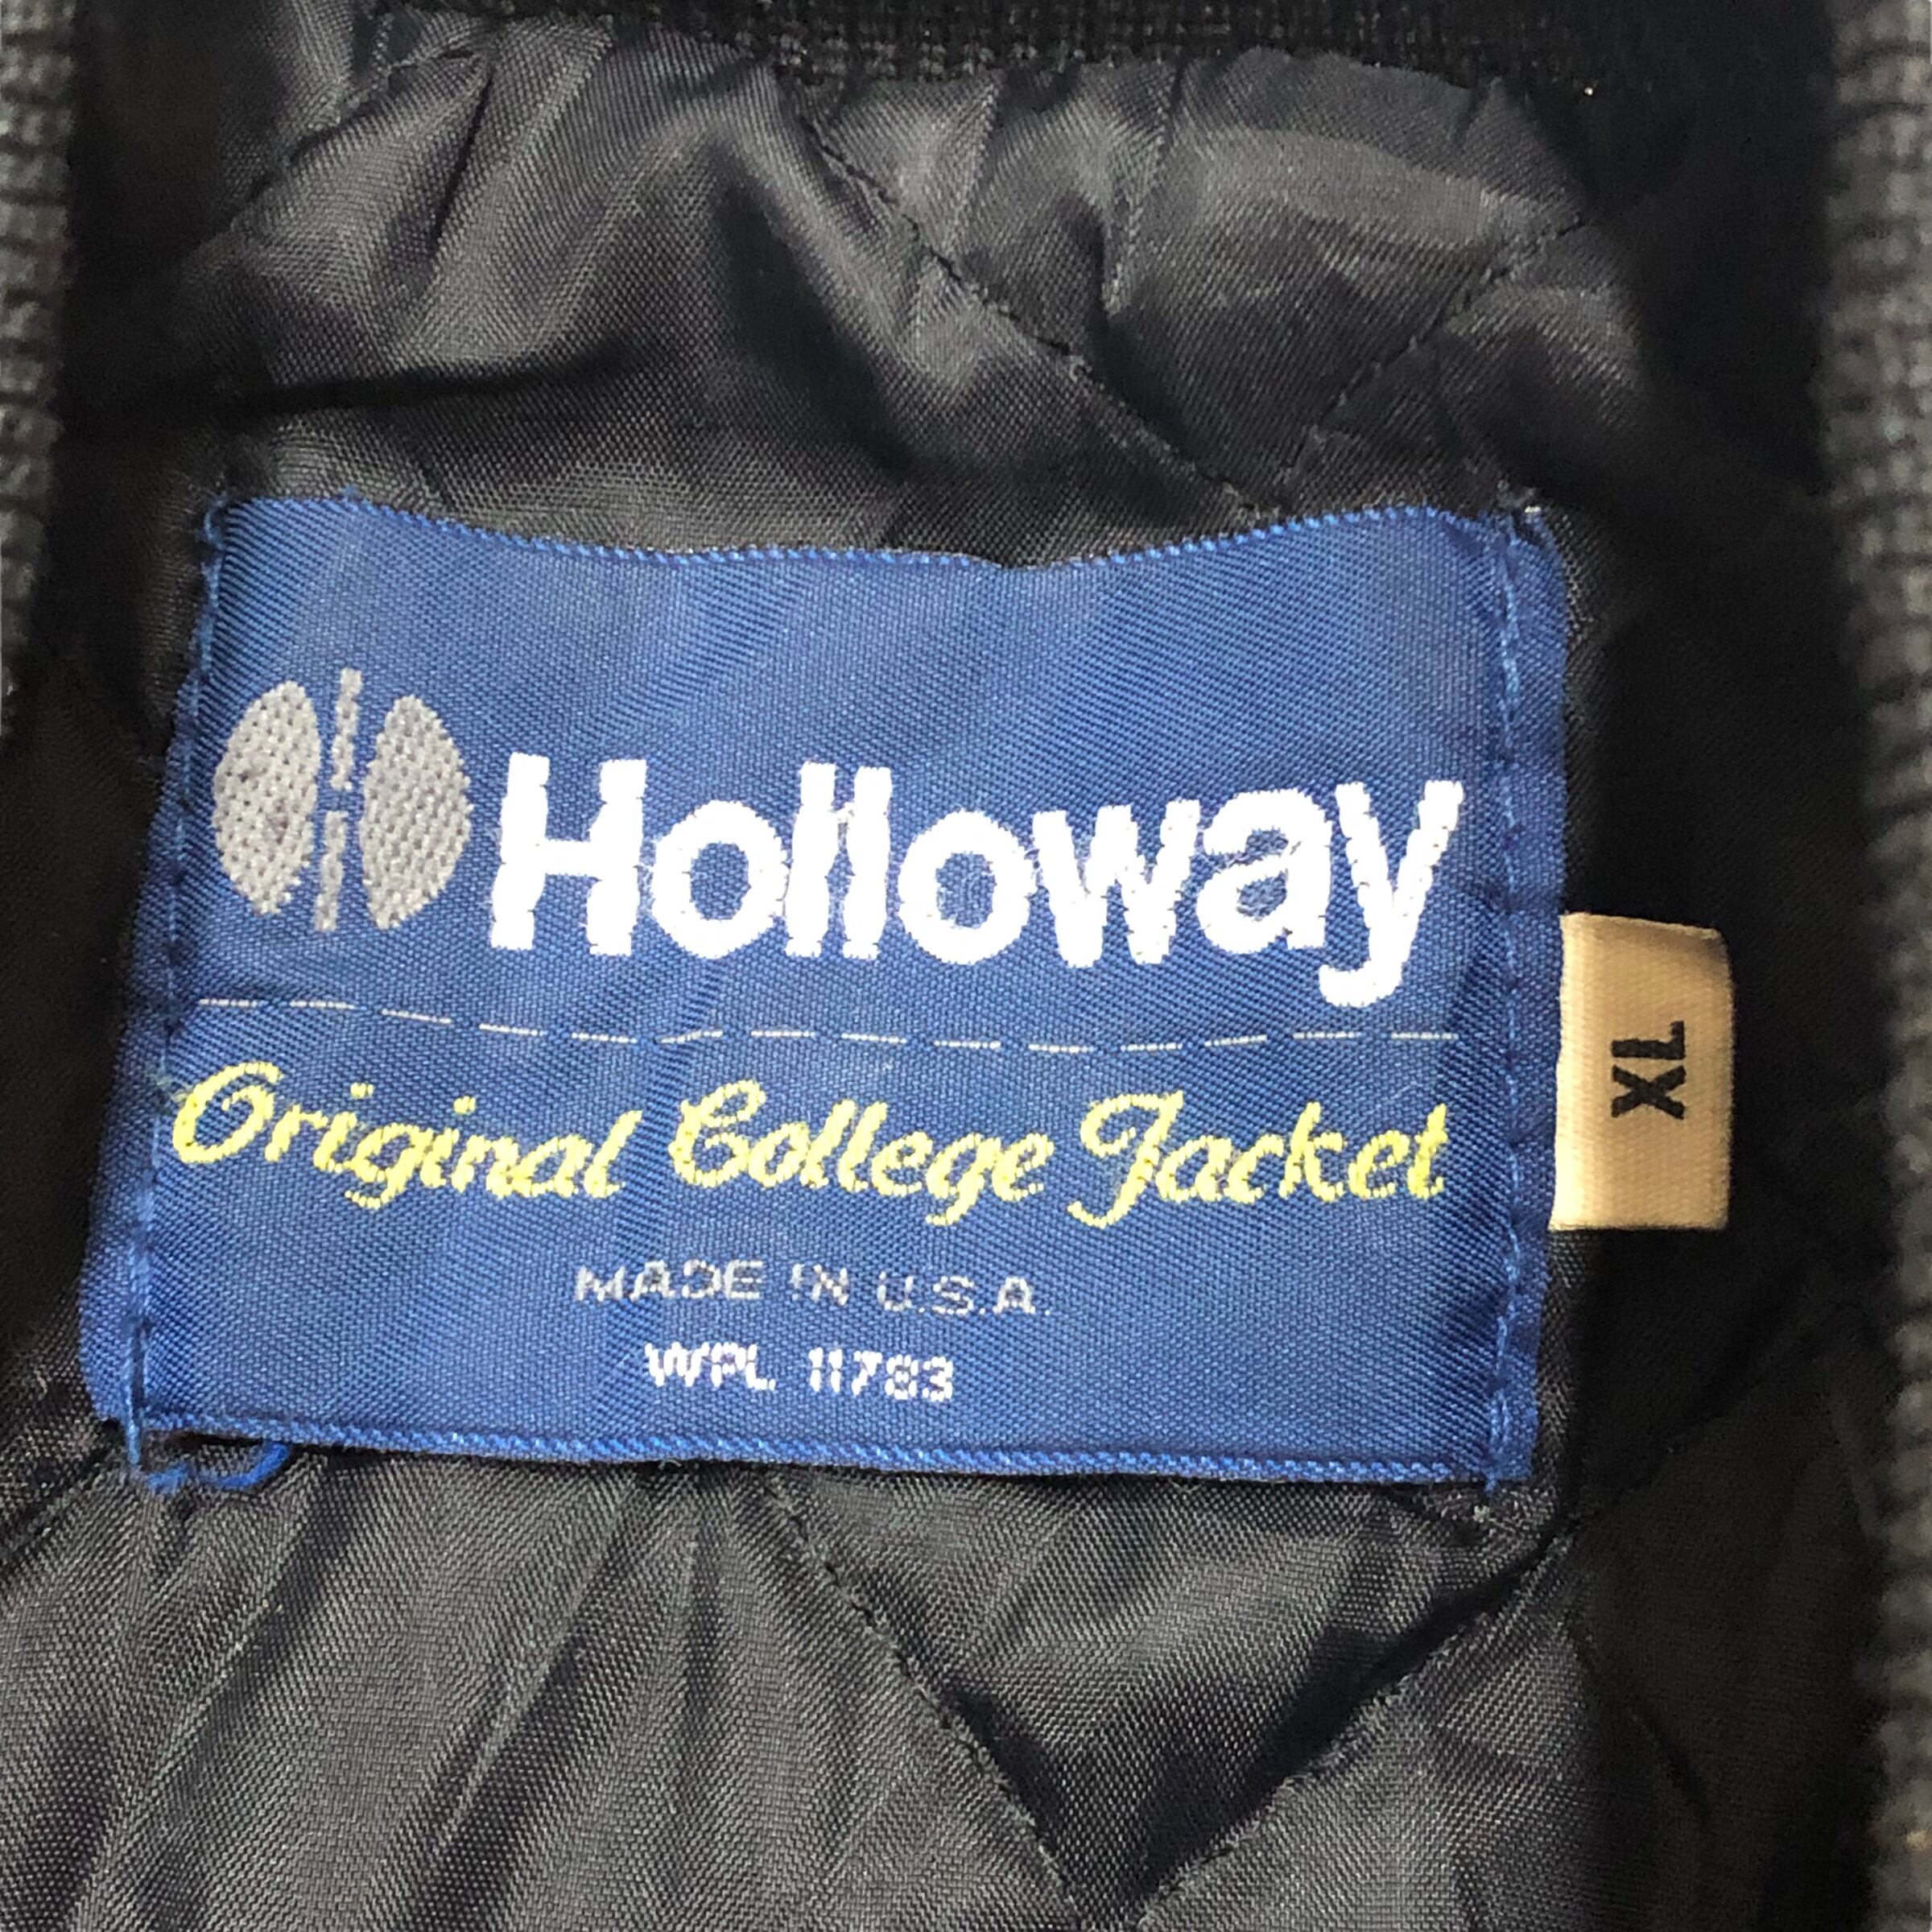 Holloway
Original College Jacket
MADE IN U.S.A.
WPL 11783
XL